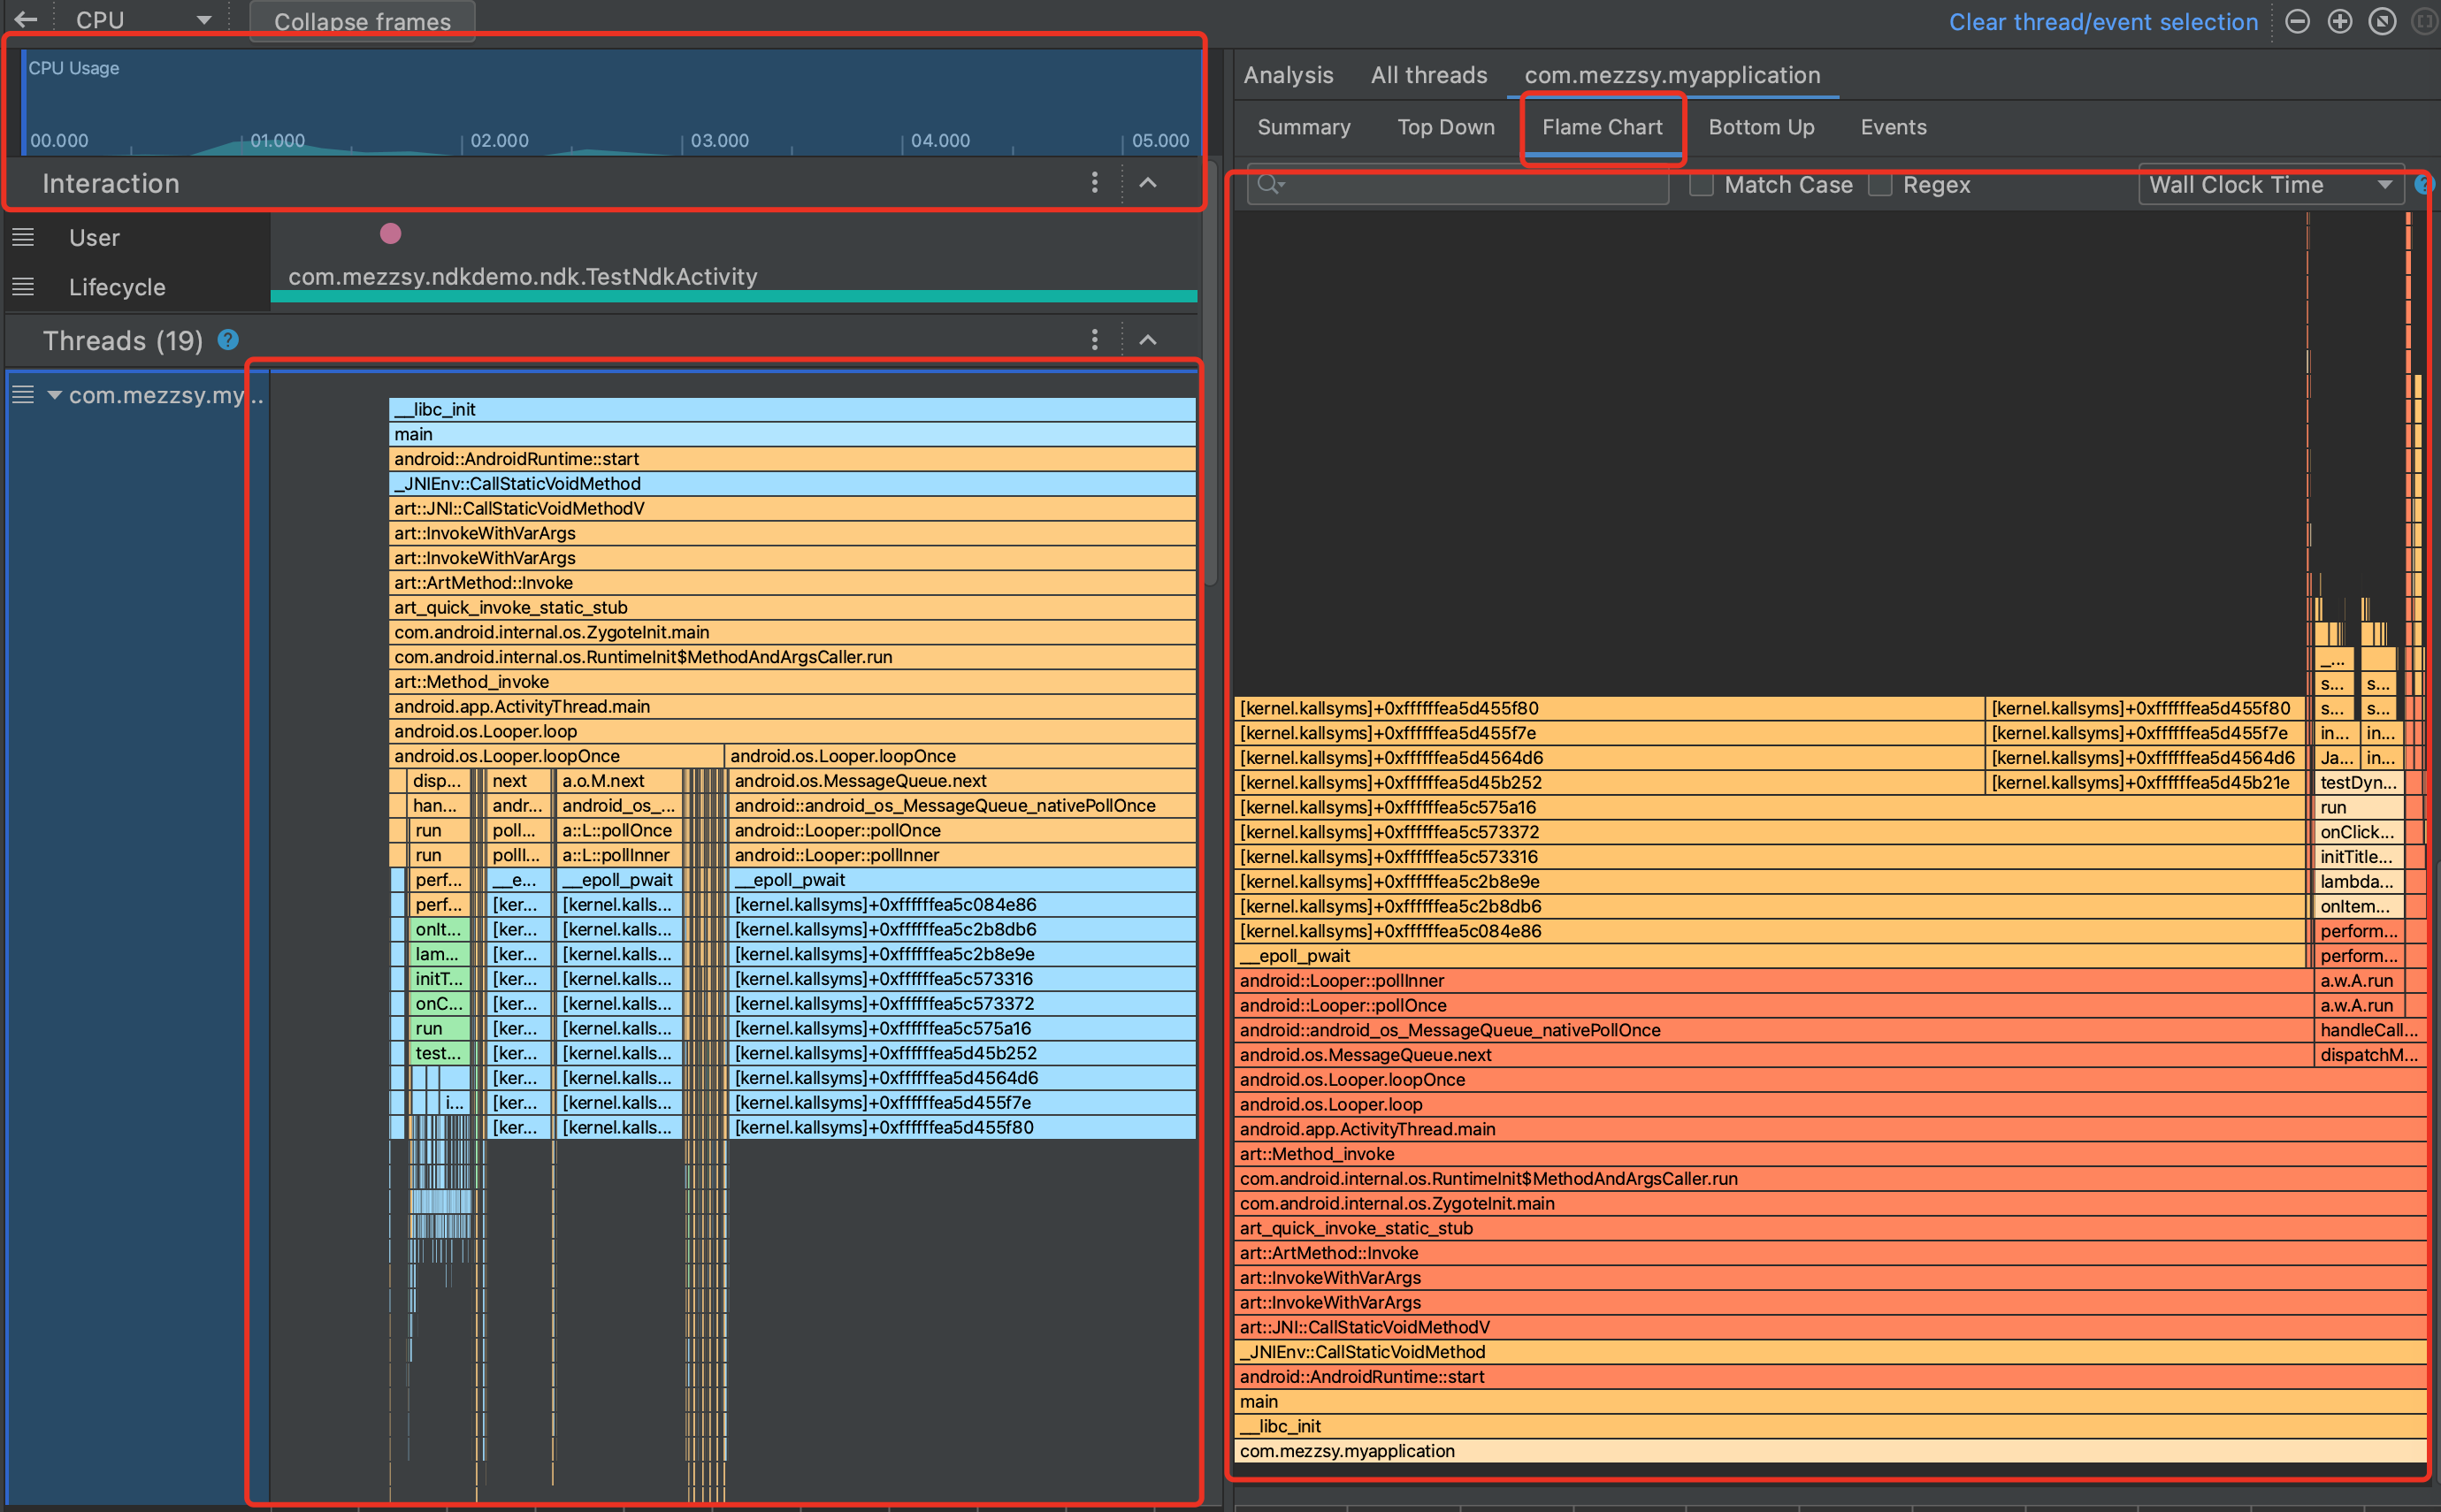 CPU
Collapse frames
Clear thread/event selection
CPU Usage
00.000 01.000 02.000 03.000 04.000 05.000
Interaction
User
Lifecycle
com.mezzsy.ndkdemo.ndk.TestNdkActivity
Threads (19) ?
com.mezzsy.my...
__libc_init
main
android::AndroidRuntime::start
_JNIEnv::CallStaticVoidMethod
art::JNI::CallStaticVoidMethodV
art::InvokeWithVarArgs
art::InvokeWithVarArgs
art::ArtMethod::Invoke
art_quick_invoke_static_stub
com.android.internal.os.ZygoteInit.main
com.android.internal.os.RuntimeInit$MethodAndArgsCaller.run
art::Method_invoke
android.app.ActivityThread.main
android.os.Looper.loop
android.os.Looper.loopOnce android.os.Looper.loopOnce
disp... next a.o.M.next android.os.MessageQueue.next
han... andr... android_os_... android::android_os_MessageQueue_nativePollOnce
run poll... a::L::pollOnce android::Looper::pollOnce
run pollI... a::L::pollInner android::Looper::pollInner
perf... __e... __epoll_pwait __epoll_pwait
perf... [ker... [kernel.kalls... [kernel.kallsyms]+0xffffffea5c084e86
onIt... [ker... [kernel.kalls... [kernel.kallsyms]+0xffffffea5c2b8db6
lam... [ker... [kernel.kalls... [kernel.kallsyms]+0xffffffea5c2b8e9e
initT... [ker... [kernel.kalls... [kernel.kallsyms]+0xffffffea5c573316
onC... [ker... [kernel.kalls... [kernel.kallsyms]+0xffffffea5c573372
run [ker... [kernel.kalls... [kernel.kallsyms]+0xffffffea5c575a16
test... [ker... [kernel.kalls... [kernel.kallsyms]+0xffffffea5d45b252
[ker... [kernel.kalls... [kernel.kallsyms]+0xffffffea5d4564d6
i... [ker... [kernel.kalls... [kernel.kallsyms]+0xffffffea5d455f7e
[ker... [kernel.kalls... [kernel.kallsyms]+0xffffffea5d455f80
Analysis All threads com.mezzsy.myapplication
Summary Top Down Flame Chart Bottom Up Events
Match Case Regex Wall Clock Time ?
_...
s... s...
[kernel.kallsyms]+0xffffffea5d455f80 [kernel.kallsyms]+0xffffffea5d455f80 s... s...
[kernel.kallsyms]+0xffffffea5d455f7e [kernel.kallsyms]+0xffffffea5d455f7e in... in...
[kernel.kallsyms]+0xffffffea5d4564d6 [kernel.kallsyms]+0xffffffea5d4564d6 Ja... in...
[kernel.kallsyms]+0xffffffea5d45b252 [kernel.kallsyms]+0xffffffea5d45b21e testDyn...
[kernel.kallsyms]+0xffffffea5c575a16 run
[kernel.kallsyms]+0xffffffea5c573372 onClick...
[kernel.kallsyms]+0xffffffea5c573316 initTitle...
[kernel.kallsyms]+0xffffffea5c2b8e9e lambda...
[kernel.kallsyms]+0xffffffea5c2b8db6 onItem...
[kernel.kallsyms]+0xffffffea5c084e86 perform...
__epoll_pwait perform...
android::Looper::pollInner a.w.A.run
android::Looper::pollOnce a.w.A.run
android::android_os_MessageQueue_nativePollOnce handleCall...
android.os.MessageQueue.next dispatchM...
android.os.Looper.loopOnce
android.os.Looper.loop
android.app.ActivityThread.main
art::Method_invoke
com.android.internal.os.RuntimeInit$MethodAndArgsCaller.run
com.android.internal.os.ZygoteInit.main
art_quick_invoke_static_stub
art::ArtMethod::Invoke
art::InvokeWithVarArgs
art::InvokeWithVarArgs
art::JNI::CallStaticVoidMethodV
_JNIEnv::CallStaticVoidMethod
android::AndroidRuntime::start
main
__libc_init
com.mezzsy.myapplication